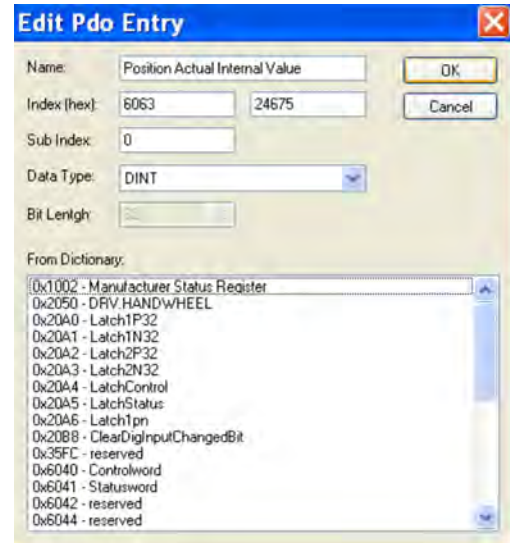 Edit Pdo Entry
Name: Position Actual Internal Value OK
Index (hex): 6063 24675 Cancel
Sub Index: 0
Data Type: DINT
Bit Lentgh:
From Dictionary:
0x1002 - Manufacturer Status Register
0x2050 - DRV.HANDWHEEL
0x20A0 - Latch1P32
0x20A1 - Latch1N32
0x20A2 - Latch2P32
0x20A3 - Latch2N32
0x20A4 - LatchControl
0x20A5 - LatchStatus
0x20A6 - Latch1pn
0x20B8 - ClearDigInputChangedBit
0x35FC - reserved
0x6040 - Controlword
0x6041 - Statusword
0x6042 - reserved
0x6044 - reserved